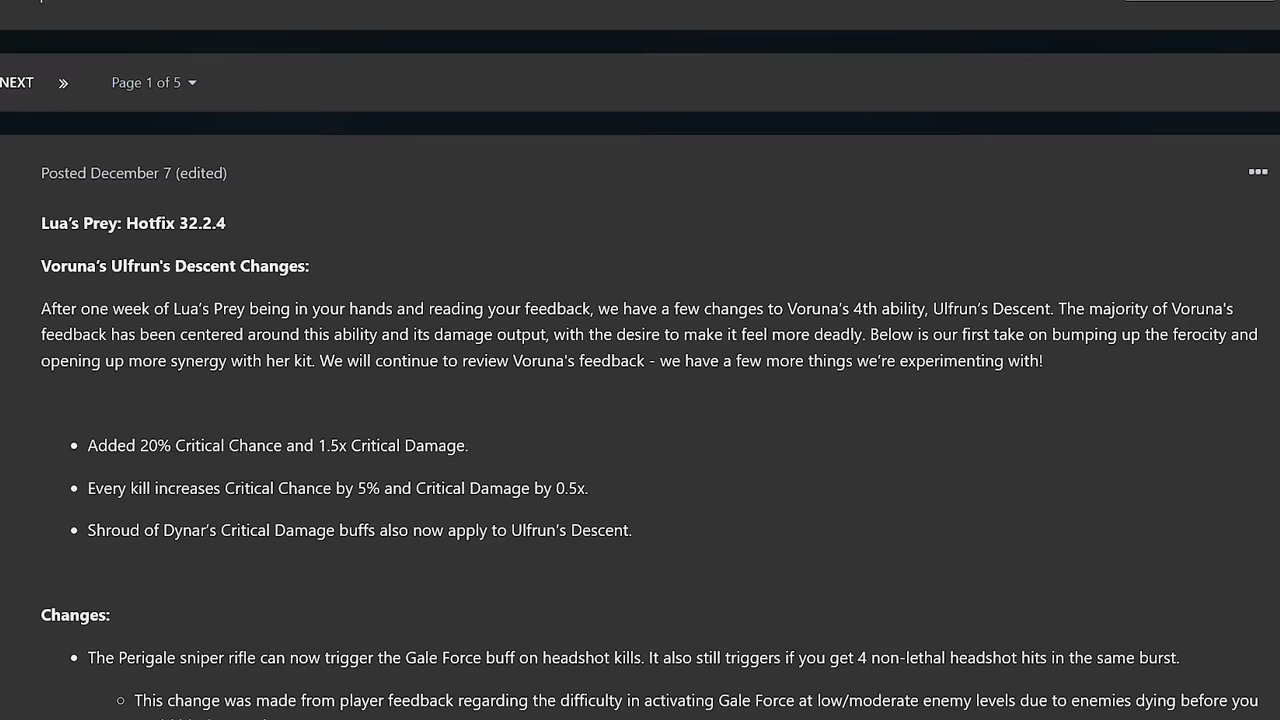 NEXT » Page 1 of 5
Posted December 7 (edited)
Lua’s Prey: Hotfix 32.2.4
Voruna’s Ulfrun's Descent Changes:
After one week of Lua’s Prey being in your hands and reading your feedback, we have a few changes to Voruna’s 4th ability, Ulfrun’s Descent. The majority of Voruna's
feedback has been centered around this ability and its damage output, with the desire to make it feel more deadly. Below is our first take on bumping up the ferocity and
opening up more synergy with her kit. We will continue to review Voruna's feedback - we have a few more things we’re experimenting with!
• Added 20% Critical Chance and 1.5x Critical Damage.
• Every kill increases Critical Chance by 5% and Critical Damage by 0.5x.
• Shroud of Dynar’s Critical Damage buffs also now apply to Ulfrun’s Descent.
Changes:
• The Perigale sniper rifle can now trigger the Gale Force buff on headshot kills. It also still triggers if you get 4 non-lethal headshot hits in the same burst.
○ This change was made from player feedback regarding the difficulty in activating Gale Force at low/moderate enemy levels due to enemies dying before you